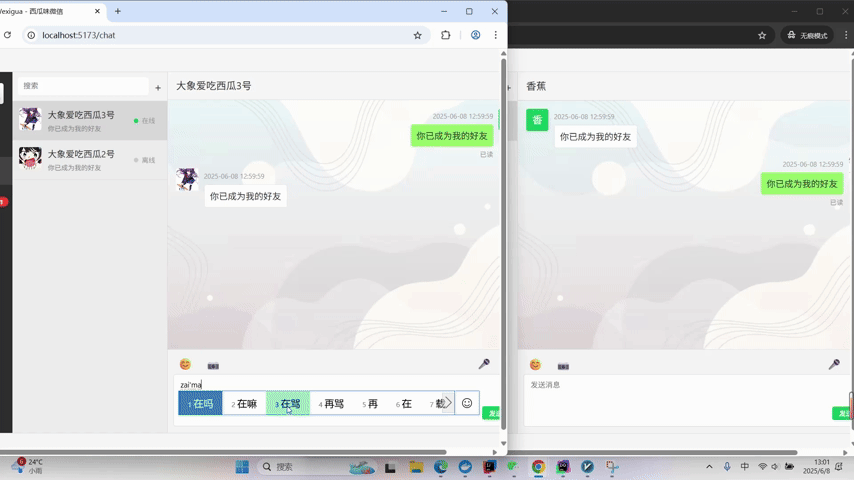 Wexigua - 西瓜味微信
localhost:5173/chat
无痕模式
搜索
大象爱吃西瓜3号
你已成为我的好友
在线
大象爱吃西瓜2号
你已成为我的好友
离线
大象爱吃西瓜3号
2025-06-08 12:59:59
你已成为我的好友
已读
2025-06-08 12:59:59
你已成为我的好友
zai'ma
1 在吗
2 在嘛
3 在骂
4 再骂
5 再
6 在
7 载
发送
香蕉
香
2025-06-08 12:59:59
你已成为我的好友
2025-06-08 12:59:59
你已成为我的好友
已读
发送消息
发送
6
24°C
小雨
搜索
中
13:01
2025/6/8